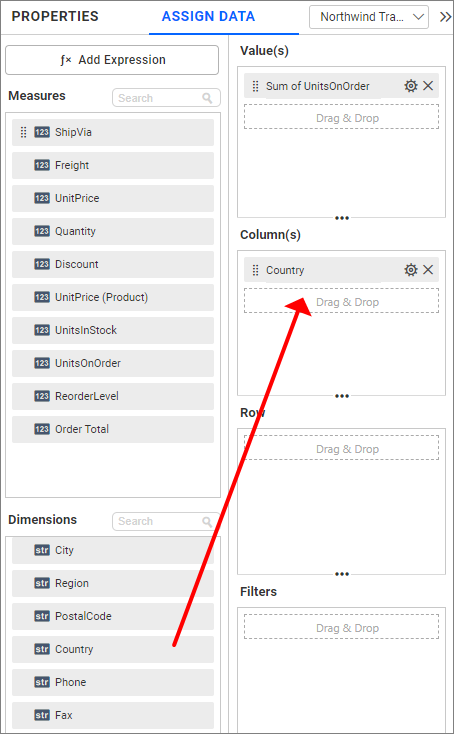 PROPERTIES
ASSIGN DATA
Northwind Tra...
ƒx Add Expression
Measures
Search
123 ShipVia
123 Freight
123 UnitPrice
123 Quantity
123 Discount
123 UnitPrice (Product)
123 UnitsInStock
123 UnitsOnOrder
123 ReorderLevel
123 Order Total
Dimensions
Search
str City
str Region
str PostalCode
str Country
str Phone
str Fax
Value(s)
Sum of UnitsOnOrder
Drag & Drop
Column(s)
Country
Drag & Drop
Row
Drag & Drop
Filters
Drag & Drop